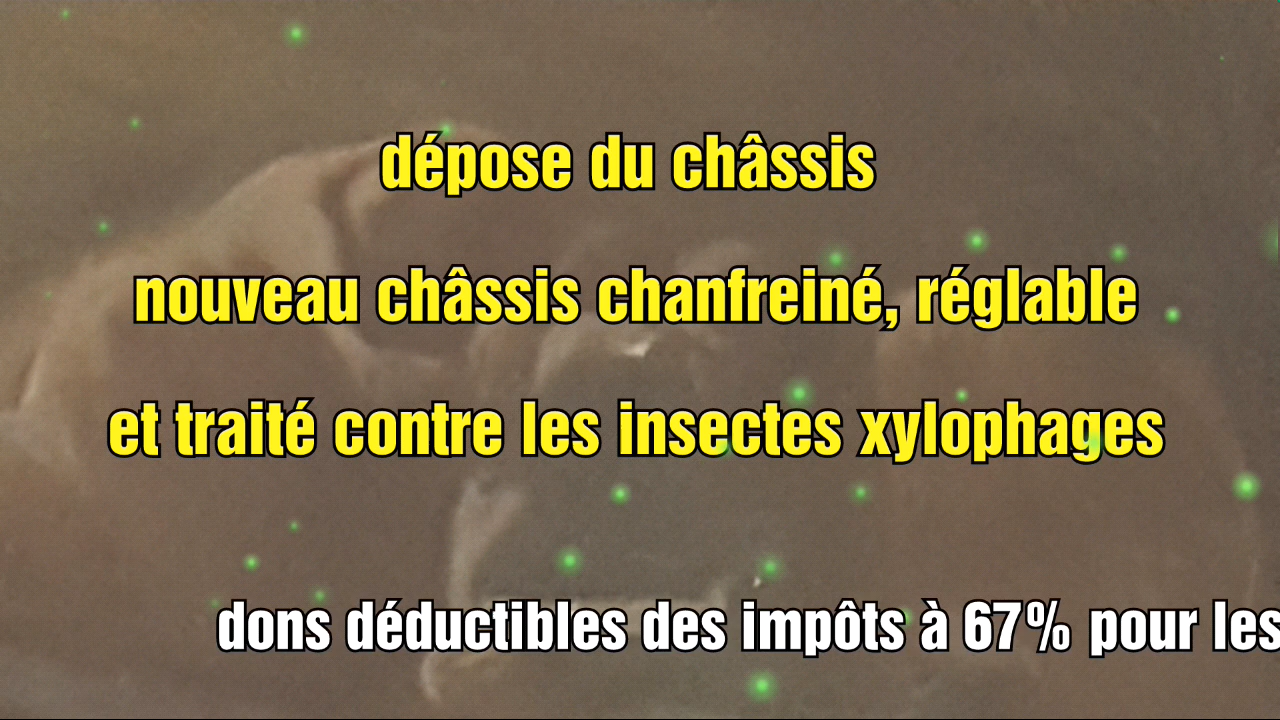 dépose du châssis
nouveau châssis chanfreiné, réglable
et traité contre les insectes xylophages
dons déductibles des impôts à 67% pour les